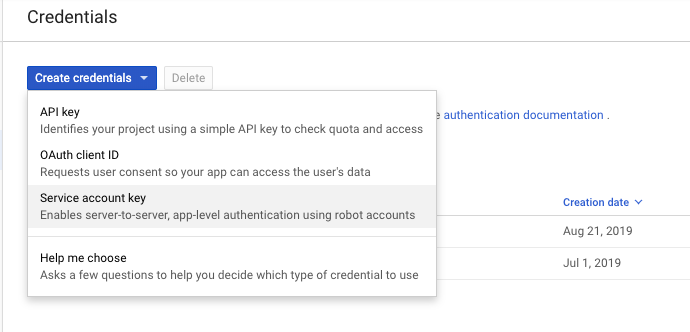 Credentials
Create credentials
Delete
API key
Identifies your project using a simple API key to check quota and access
authentication documentation .
OAuth client ID
Requests user consent so your app can access the user's data
Service account key
Enables server-to-server, app-level authentication using robot accounts
Creation date
Aug 21, 2019
Help me choose
Asks a few questions to help you decide which type of credential to use
Jul 1, 2019